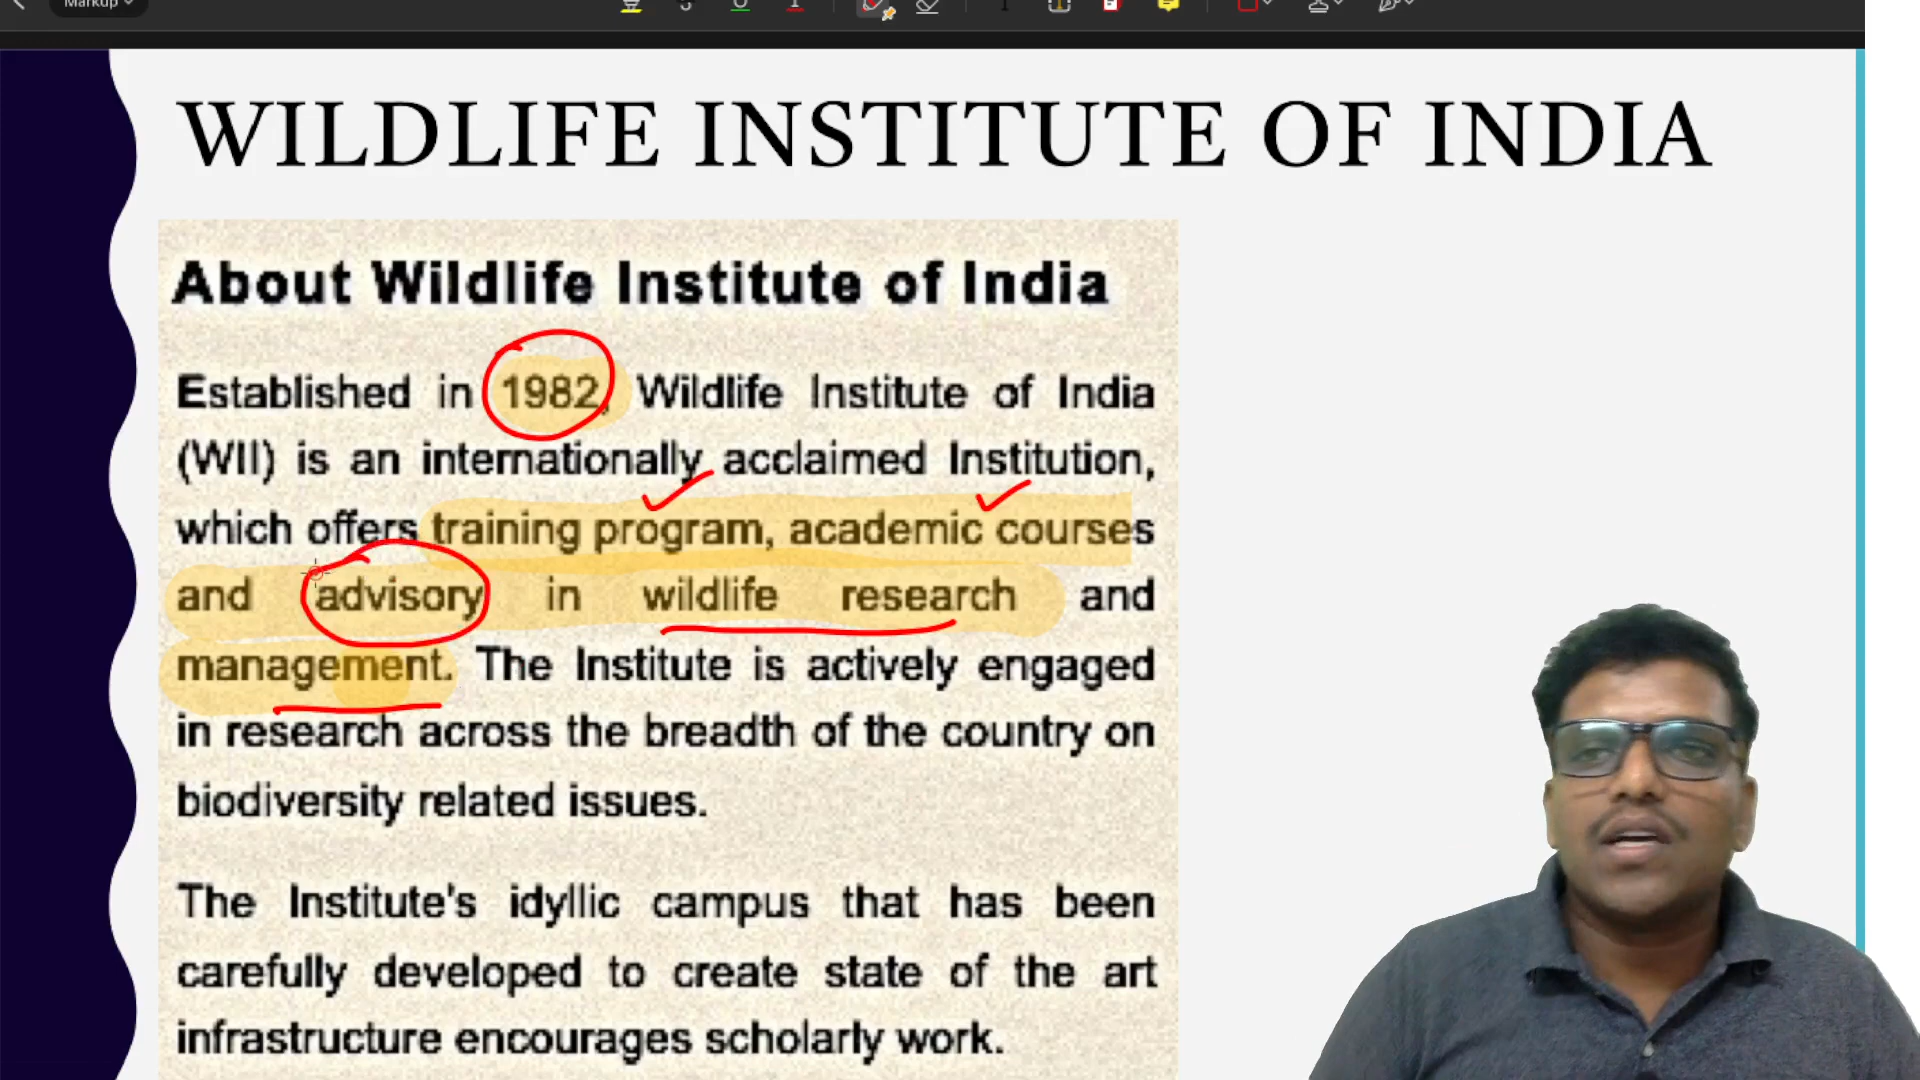 Markup
WILDLIFE INSTITUTE OF INDIA
About Wildlife Institute of India
Established in 1982, Wildlife Institute of India
(WII) is an internationally acclaimed Institution,
which offers training program, academic courses
and advisory in wildlife research and
management. The Institute is actively engaged
in research across the breadth of the country on
biodiversity related issues.
The Institute's idyllic campus that has been
carefully developed to create state of the art
infrastructure encourages scholarly work.